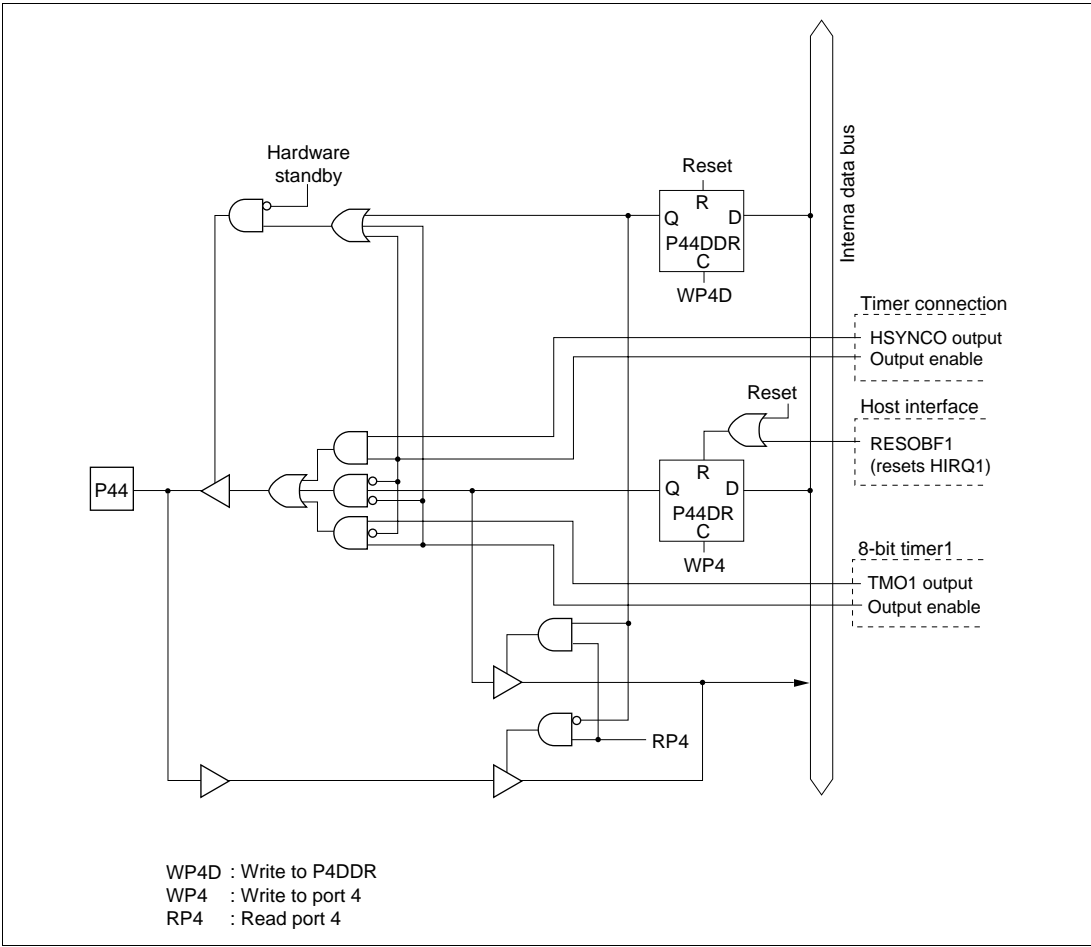 Hardware
standby
Reset
R
Q
D
P44DDR
C
WP4D
Interna data bus
Timer connection
HSYNCO output
Output enable
Reset
Host interface
RESOBF1
(resets HIRQ1)
R
Q
D
P44DR
C
WP4
P44
8-bit timer1
TMO1 output
Output enable
RP4
WP4D : Write to P4DDR
WP4 : Write to port 4
RP4 : Read port 4